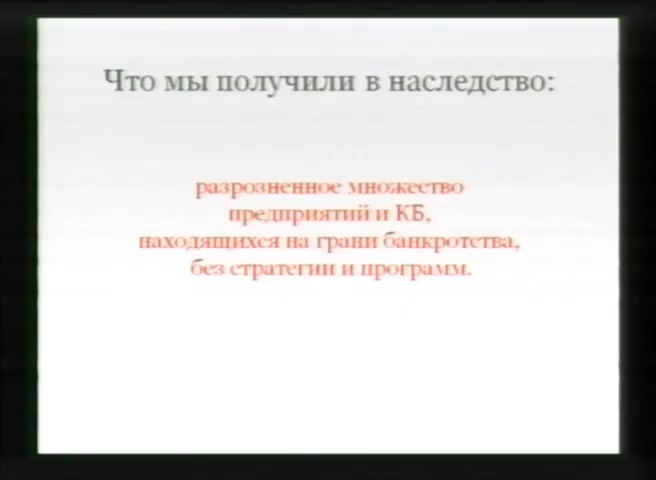 Что мы получили в наследство:
разрозненное множество
предприятий и КБ,
находящихся на грани банкротства,
без стратегии и программ.